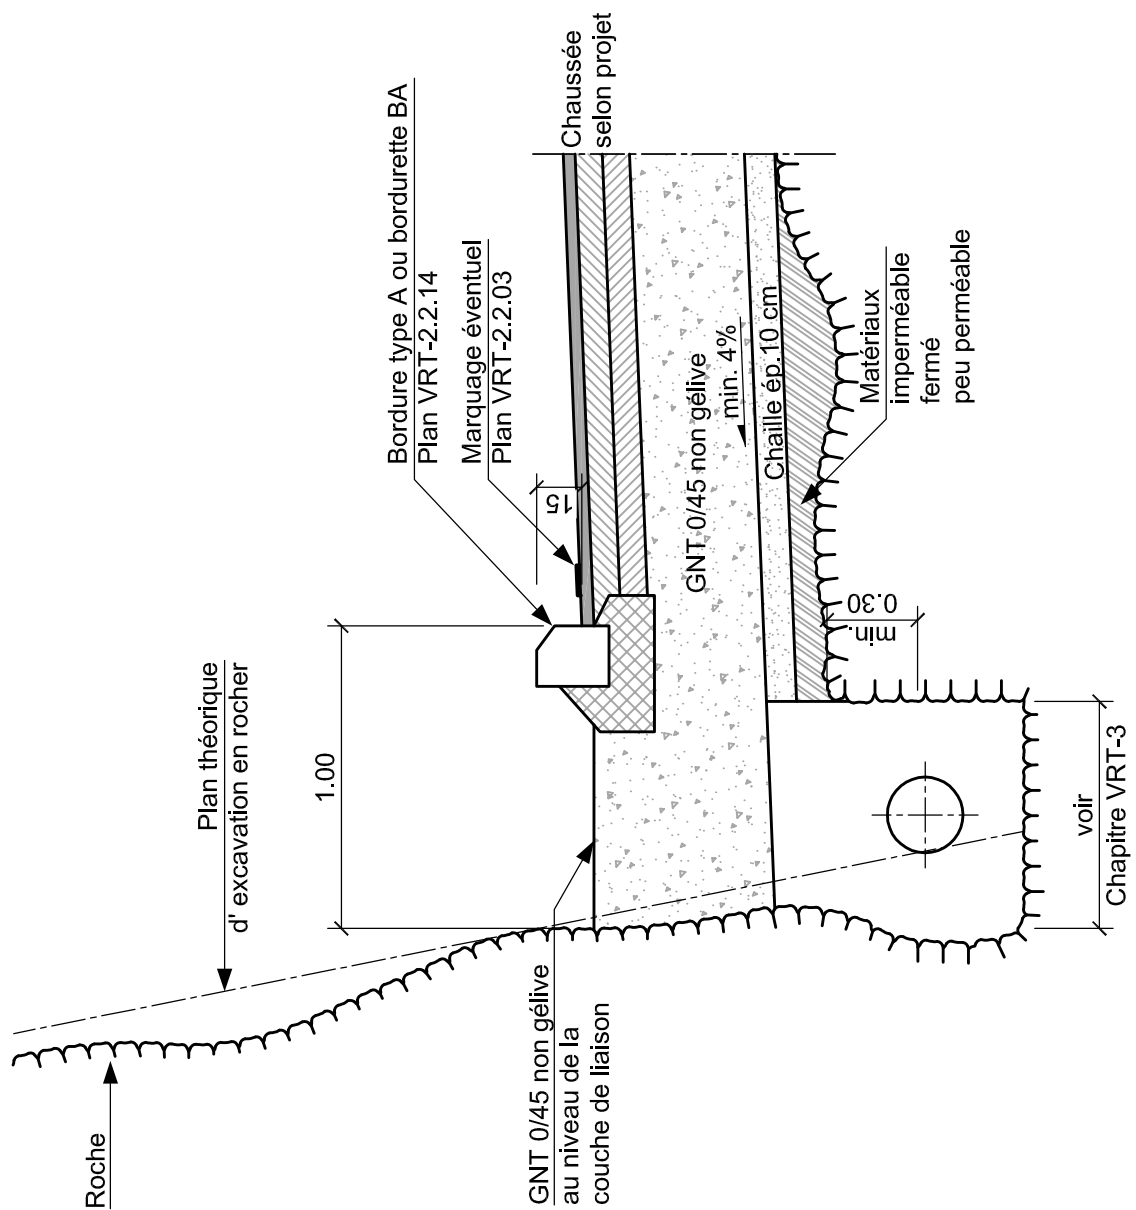 Roche
Plan théorique
d' excavation en rocher
1.00
Bordure type A ou bordurette BA
Plan VRT-2.2.14
Marquage éventuel
Plan VRT-2.2.03
Chaussée
selon projet
15
GNT 0/45 non gélive
au niveau de la
couche de liaison
GNT 0/45 non gélive
min. 4%
Chaille ép.10 cm
Matériaux
imperméable
fermé
peu perméable
min.
0.30
voir
Chapitre VRT-3